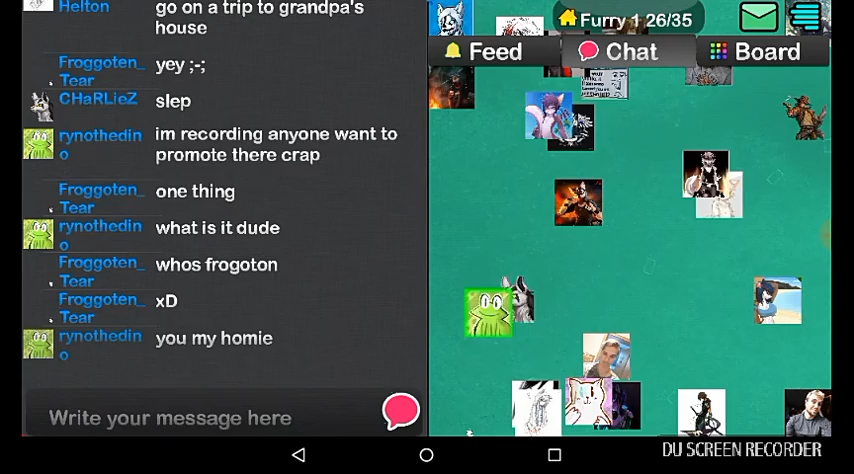 Helton
go on a trip to grandpa's
house
Froggoten_
Tear
yey ;-;
CHaRLieZ
slep
rynothedin
o
im recording anyone want to
promote there crap
Froggoten_
Tear
one thing
rynothedin
o
what is it dude
Froggoten_
Tear
whos frogoton
Froggoten_
Tear
xD
rynothedin
o
you my homie
Write your message here
Furry 1 26/35
Feed
Chat
Board
DU SCREEN RECORDER